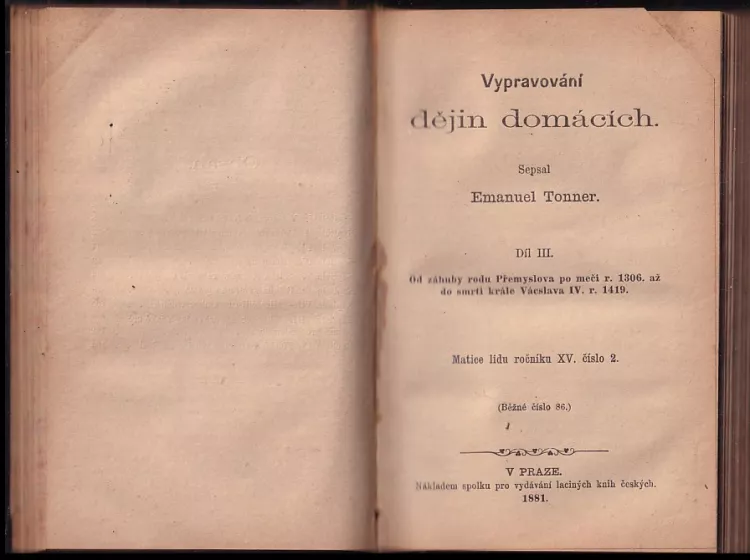 Vypravování
dějin domácích.
Sepsal
Emanuel Tonner.
Díl III.
Od záhuby rodu Přemyslova po meči r. 1306. až
do smrti krále Vácslava IV. r. 1419.
Matice lidu ročníku XV. číslo 2.
(Běžné číslo 86.)
V PRAZE.
Nákladem spolku pro vydávání laciných knih českých.
1881.